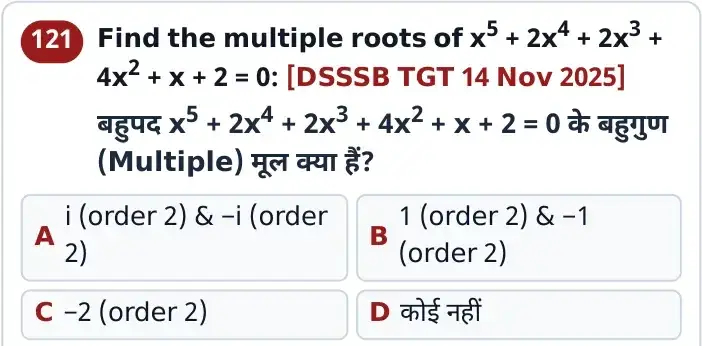 121 Find the multiple roots of x⁵ + 2x⁴ + 2x³ +
4x² + x + 2 = 0: [DSSSB TGT 14 Nov 2025]
बहुपद x⁵ + 2x⁴ + 2x³ + 4x² + x + 2 = 0 के बहुगुण
(Multiple) मूल क्या हैं?
A i (order 2) & −i (order
2)
B 1 (order 2) & −1
(order 2)
C −2 (order 2)
D कोई नहीं